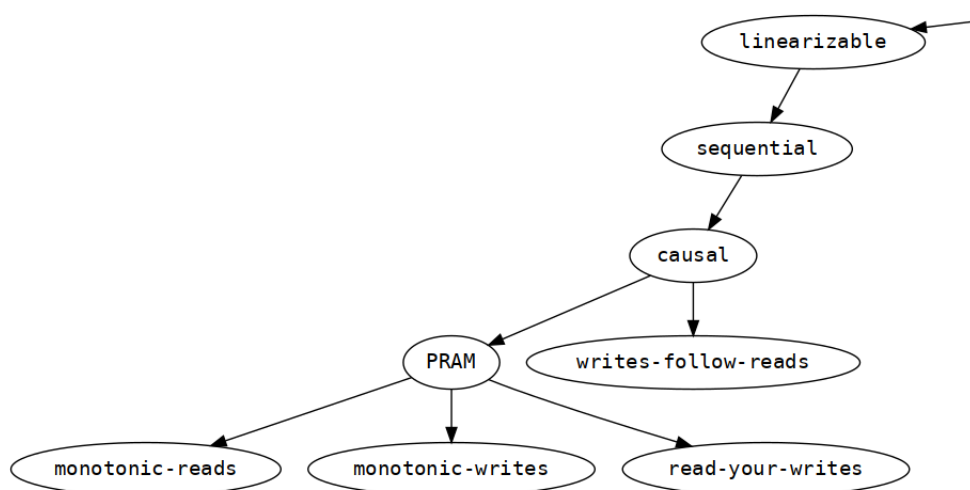 linearizable
sequential
causal
PRAM writes-follow-reads
monotonic-reads monotonic-writes read-your-writes